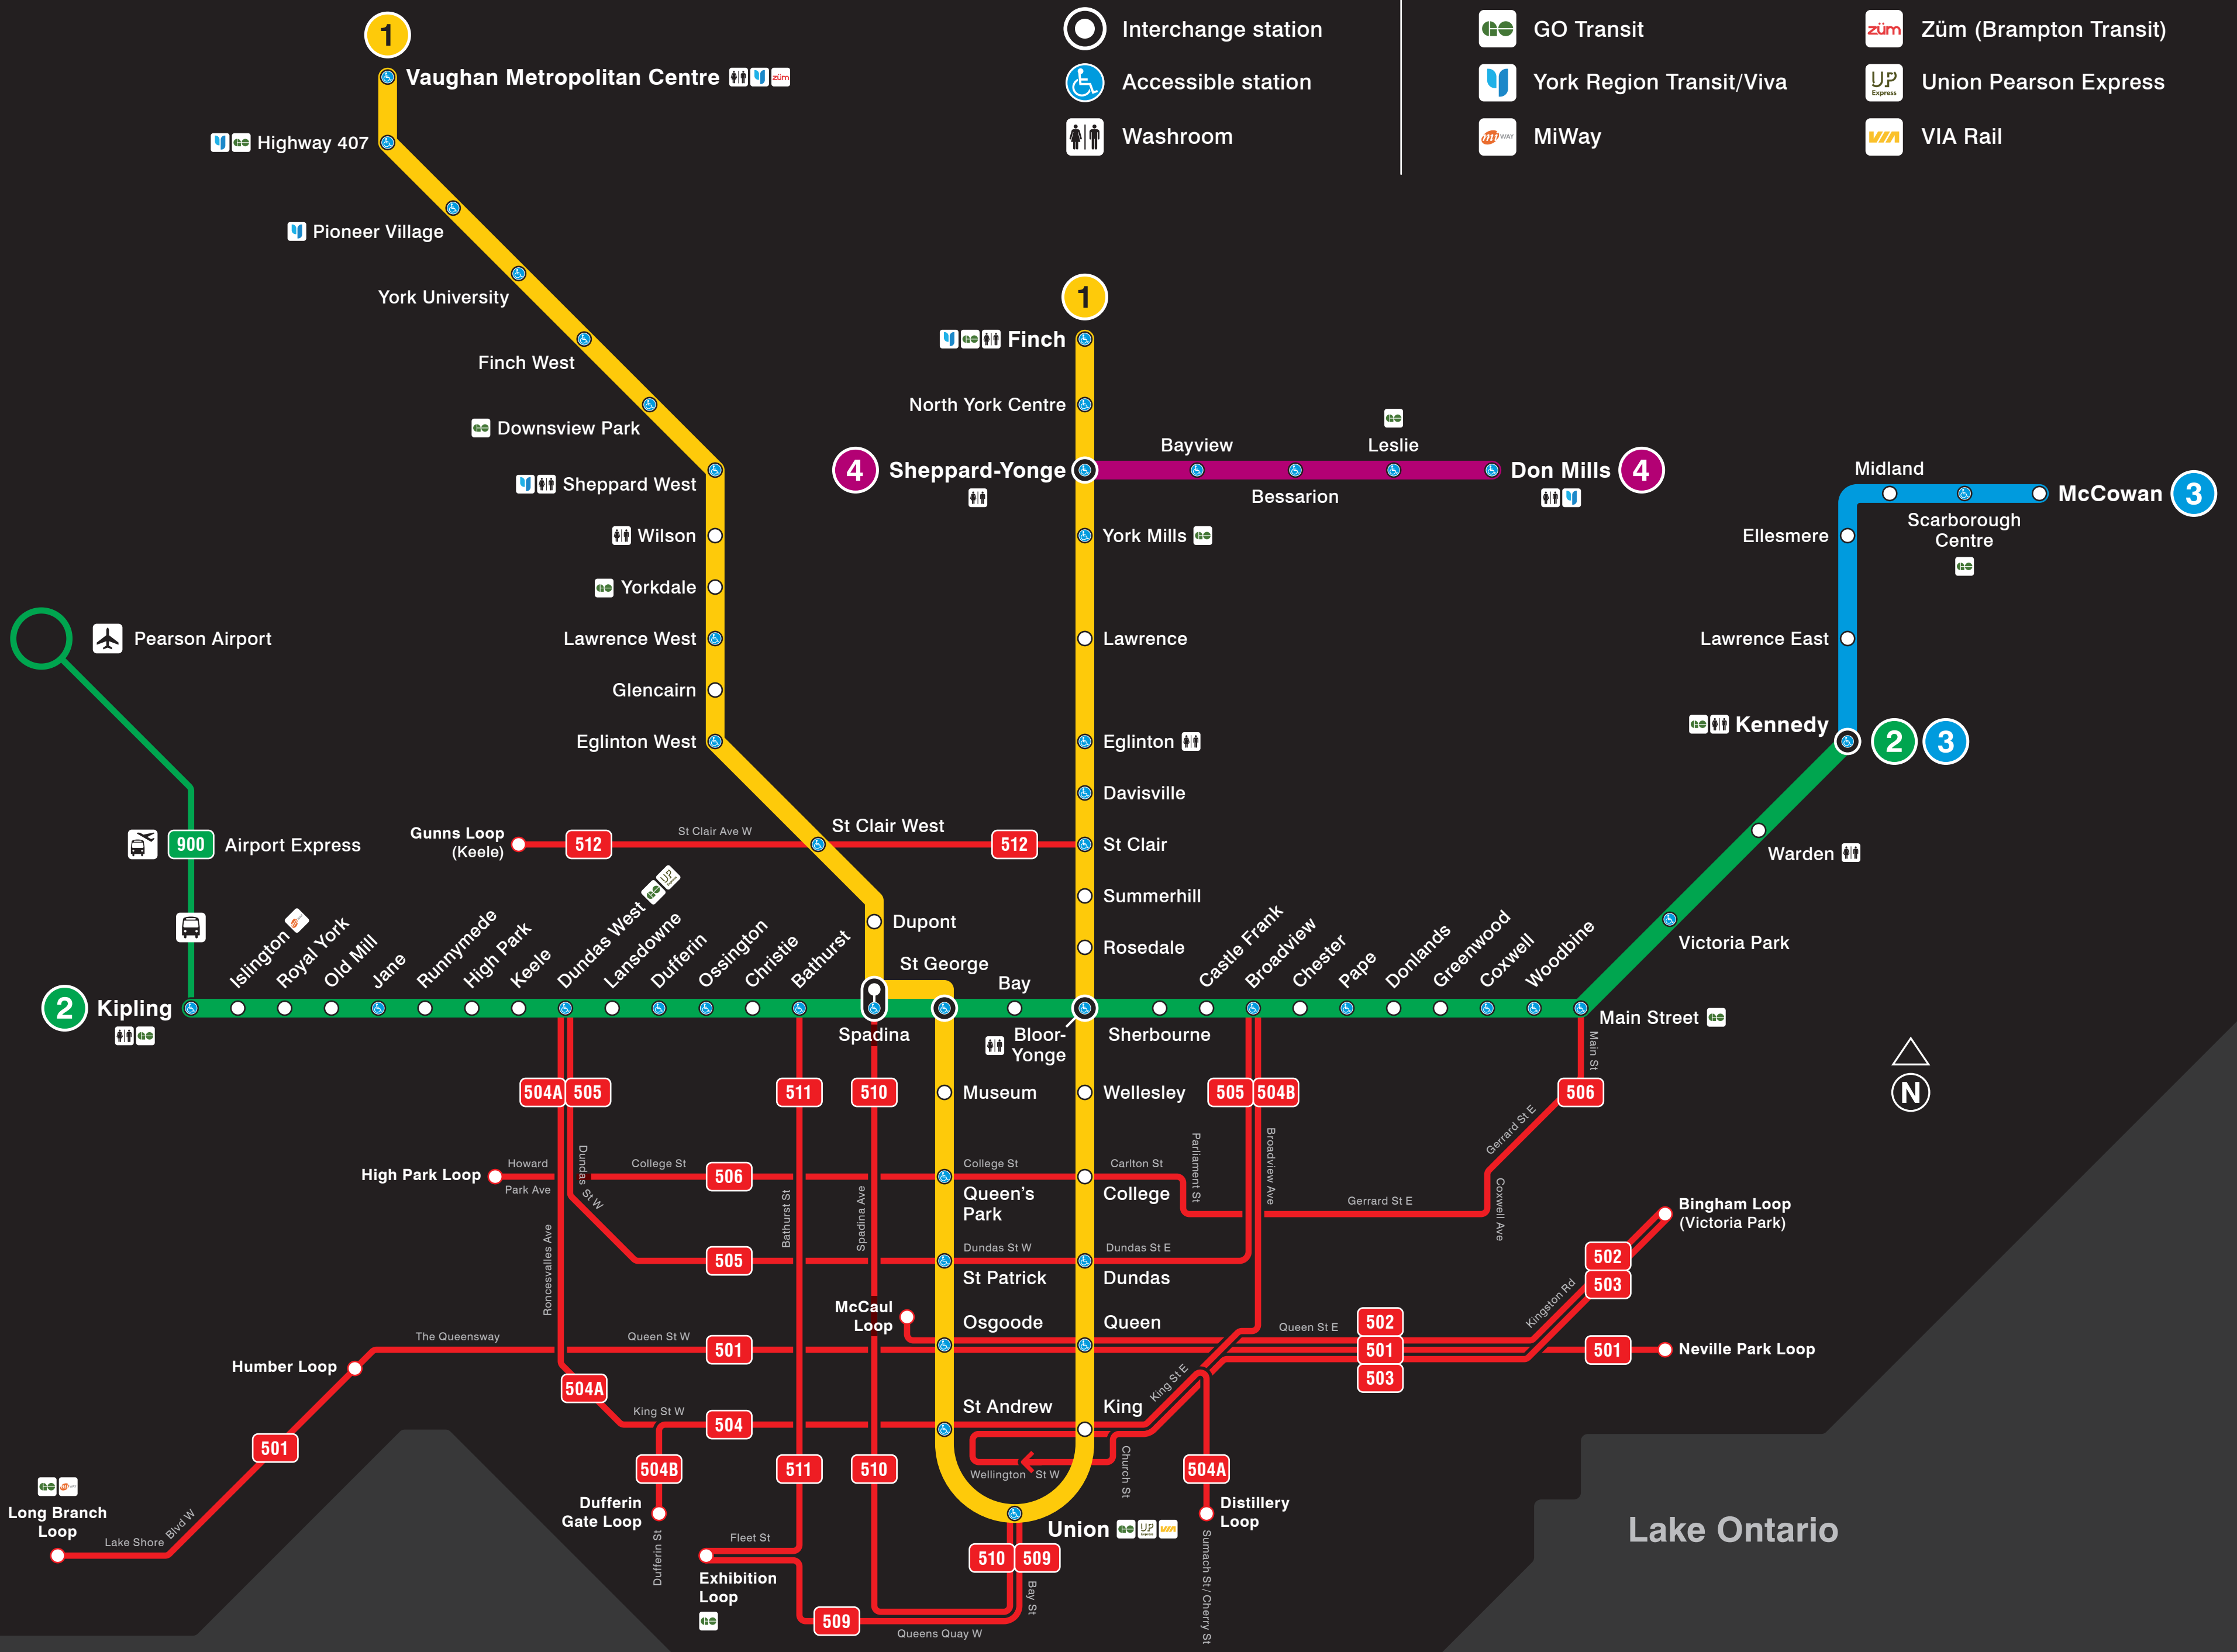 1
Vaughan Metropolitan Centre
züm
Highway 407
Pioneer Village
York University
Finch West
Downsview Park
Sheppard West
Wilson
Yorkdale
Lawrence West
Glencairn
Eglinton West
St Clair West
Dupont
St George
Spadina
Interchange station
Accessible station
Washroom
GO Transit
York Region Transit/Viva
mi WAY
MiWay
züm
Züm (Brampton Transit)
UP
Express
Union Pearson Express
VIA
VIA Rail
1
Finch
North York Centre
4
Sheppard-Yonge
Bayview
Bessarion
Leslie
Don Mills
4
York Mills
Lawrence
Eglinton
Davisville
St Clair
Summerhill
Rosedale
Bloor-
Yonge
Midland
McCowan
3
Scarborough
Centre
Ellesmere
Lawrence East
Kennedy
2
3
Warden
Victoria Park
Main Street
Pearson Airport
900
Airport Express
Gunns Loop
(Keele)
512
St Clair Ave W
512
2
Kipling
Islington
Royal York
Old Mill
Jane
Runnymede
High Park
Keele
Dundas West
UP
Lansdowne
Dufferin
Ossington
Christie
Bathurst
Bay
Sherbourne
Castle Frank
Broadview
Chester
Pape
Donlands
Greenwood
Coxwell
Woodbine
Main St
N
504A
505
511
510
Museum
Wellesley
505
504B
506
High Park Loop
Howard
Park Ave
Dundas St W
College St
506
College St
Queen's
Park
Carlton St
College
Parliament St
Broadview Ave
Gerrard St E
Gerrard St E
Coxwell Ave
Roncesvalles Ave
Bathurst St
Spadina Ave
505
Dundas St W
St Patrick
Dundas St E
Dundas
Bingham Loop
(Victoria Park)
502
503
Kingston Rd
McCaul
Loop
Osgoode
Queen
Queen St E
502
501
503
501
Neville Park Loop
Humber Loop
The Queensway
Queen St W
501
504A
King St W
504
St Andrew
King
King St E
501
504B
511
510
Wellington St W
Church St
504A
Long Branch
Loop
Lake Shore Blvd W
Dufferin
Gate Loop
Dufferin St
Fleet St
Exhibition
Loop
Union
UP
VIA
510
509
Bay St
509
Queens Quay W
Distillery
Loop
Sumach St / Cherry St
Lake Ontario